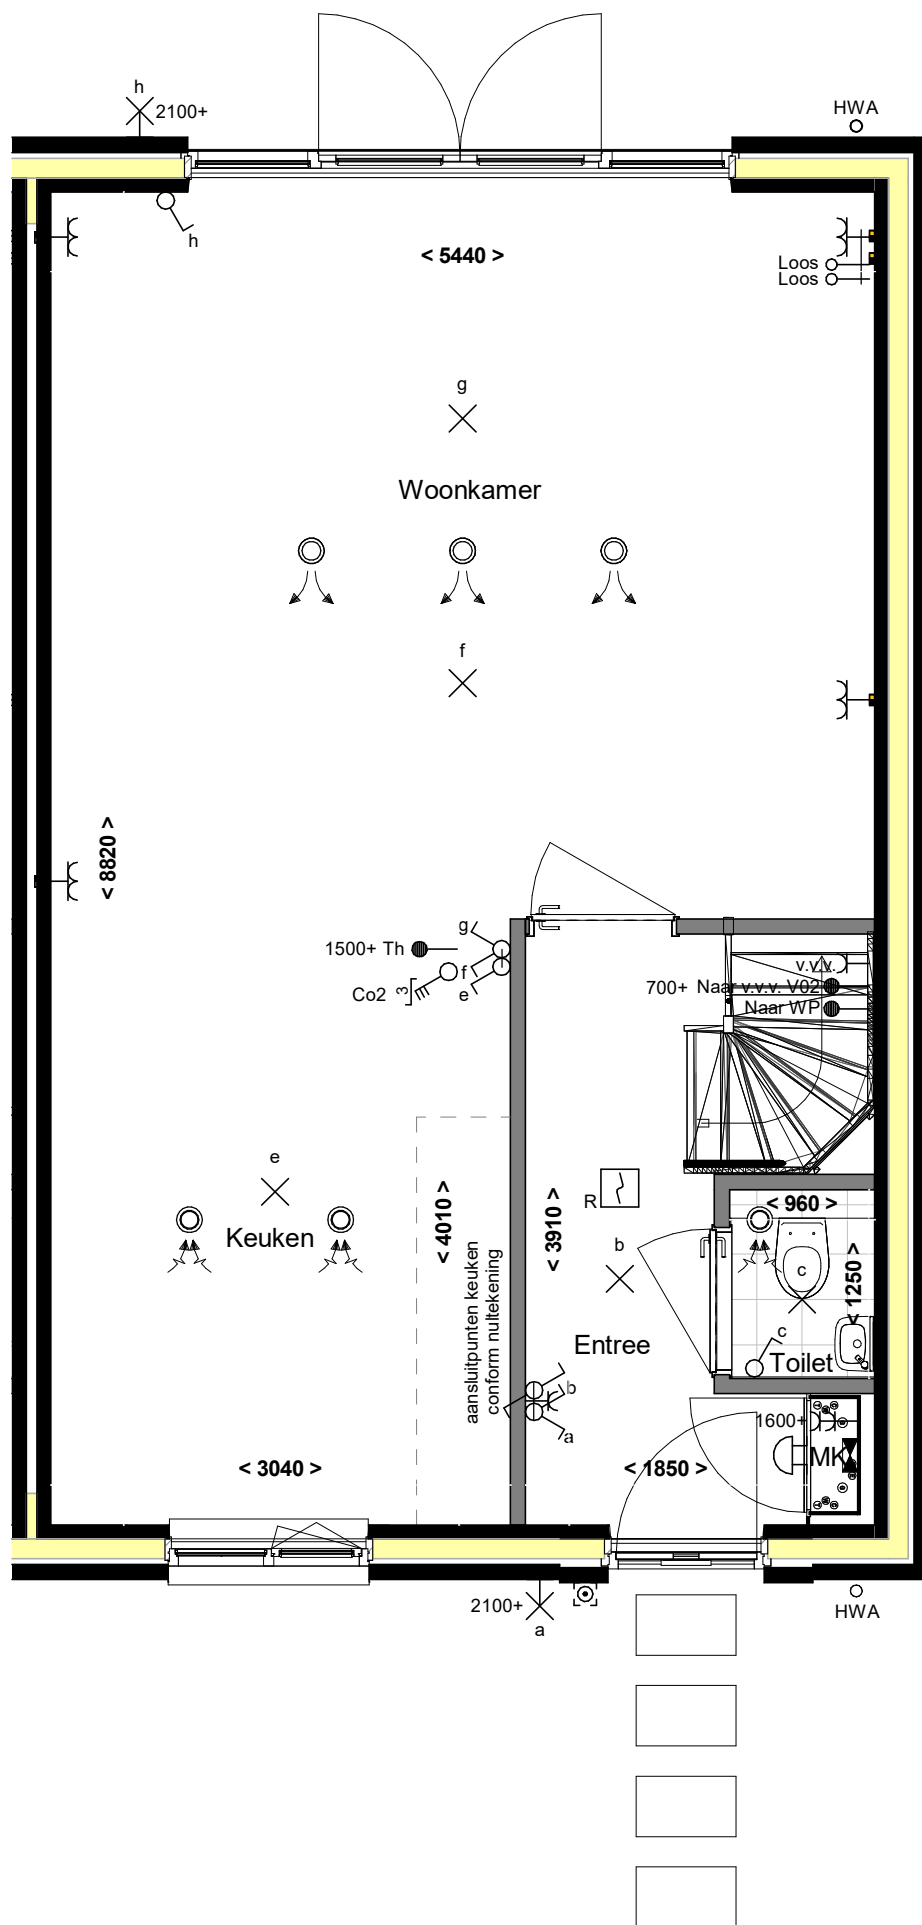 h
2100+
HWA
h
< 5440 >
Loos
Loos
g
Woonkamer
f
< 8820 >
g
1500+ Th
f
Co2
3
e
v.v.v.
700+ Naar v.v.v. V02
Naar WP
e
Keuken
< 4010 >
aansluitpunten keuken
conform nultekening
< 3910 >
R
b
Entree
< 960 >
c
< 1250 >
c
Toilet
b
a
1600+
MK
< 3040 >
< 1850 >
2100+
a
HWA